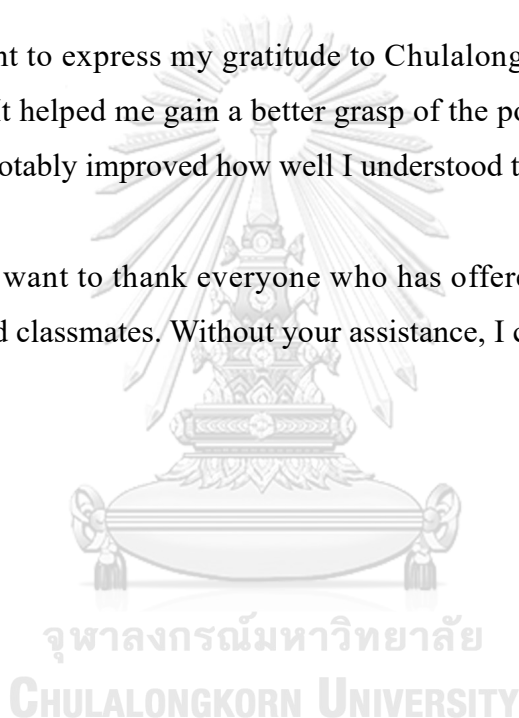 nt to express my gratitude to Chulalong
t helped me gain a better grasp of the po
otably improved how well I understood t
want to thank everyone who has offere
d classmates. Without your assistance, I c
จุฬาลงกรณ์มหาวิทยาลัย
CHULALONGKORN UNIVERSITY